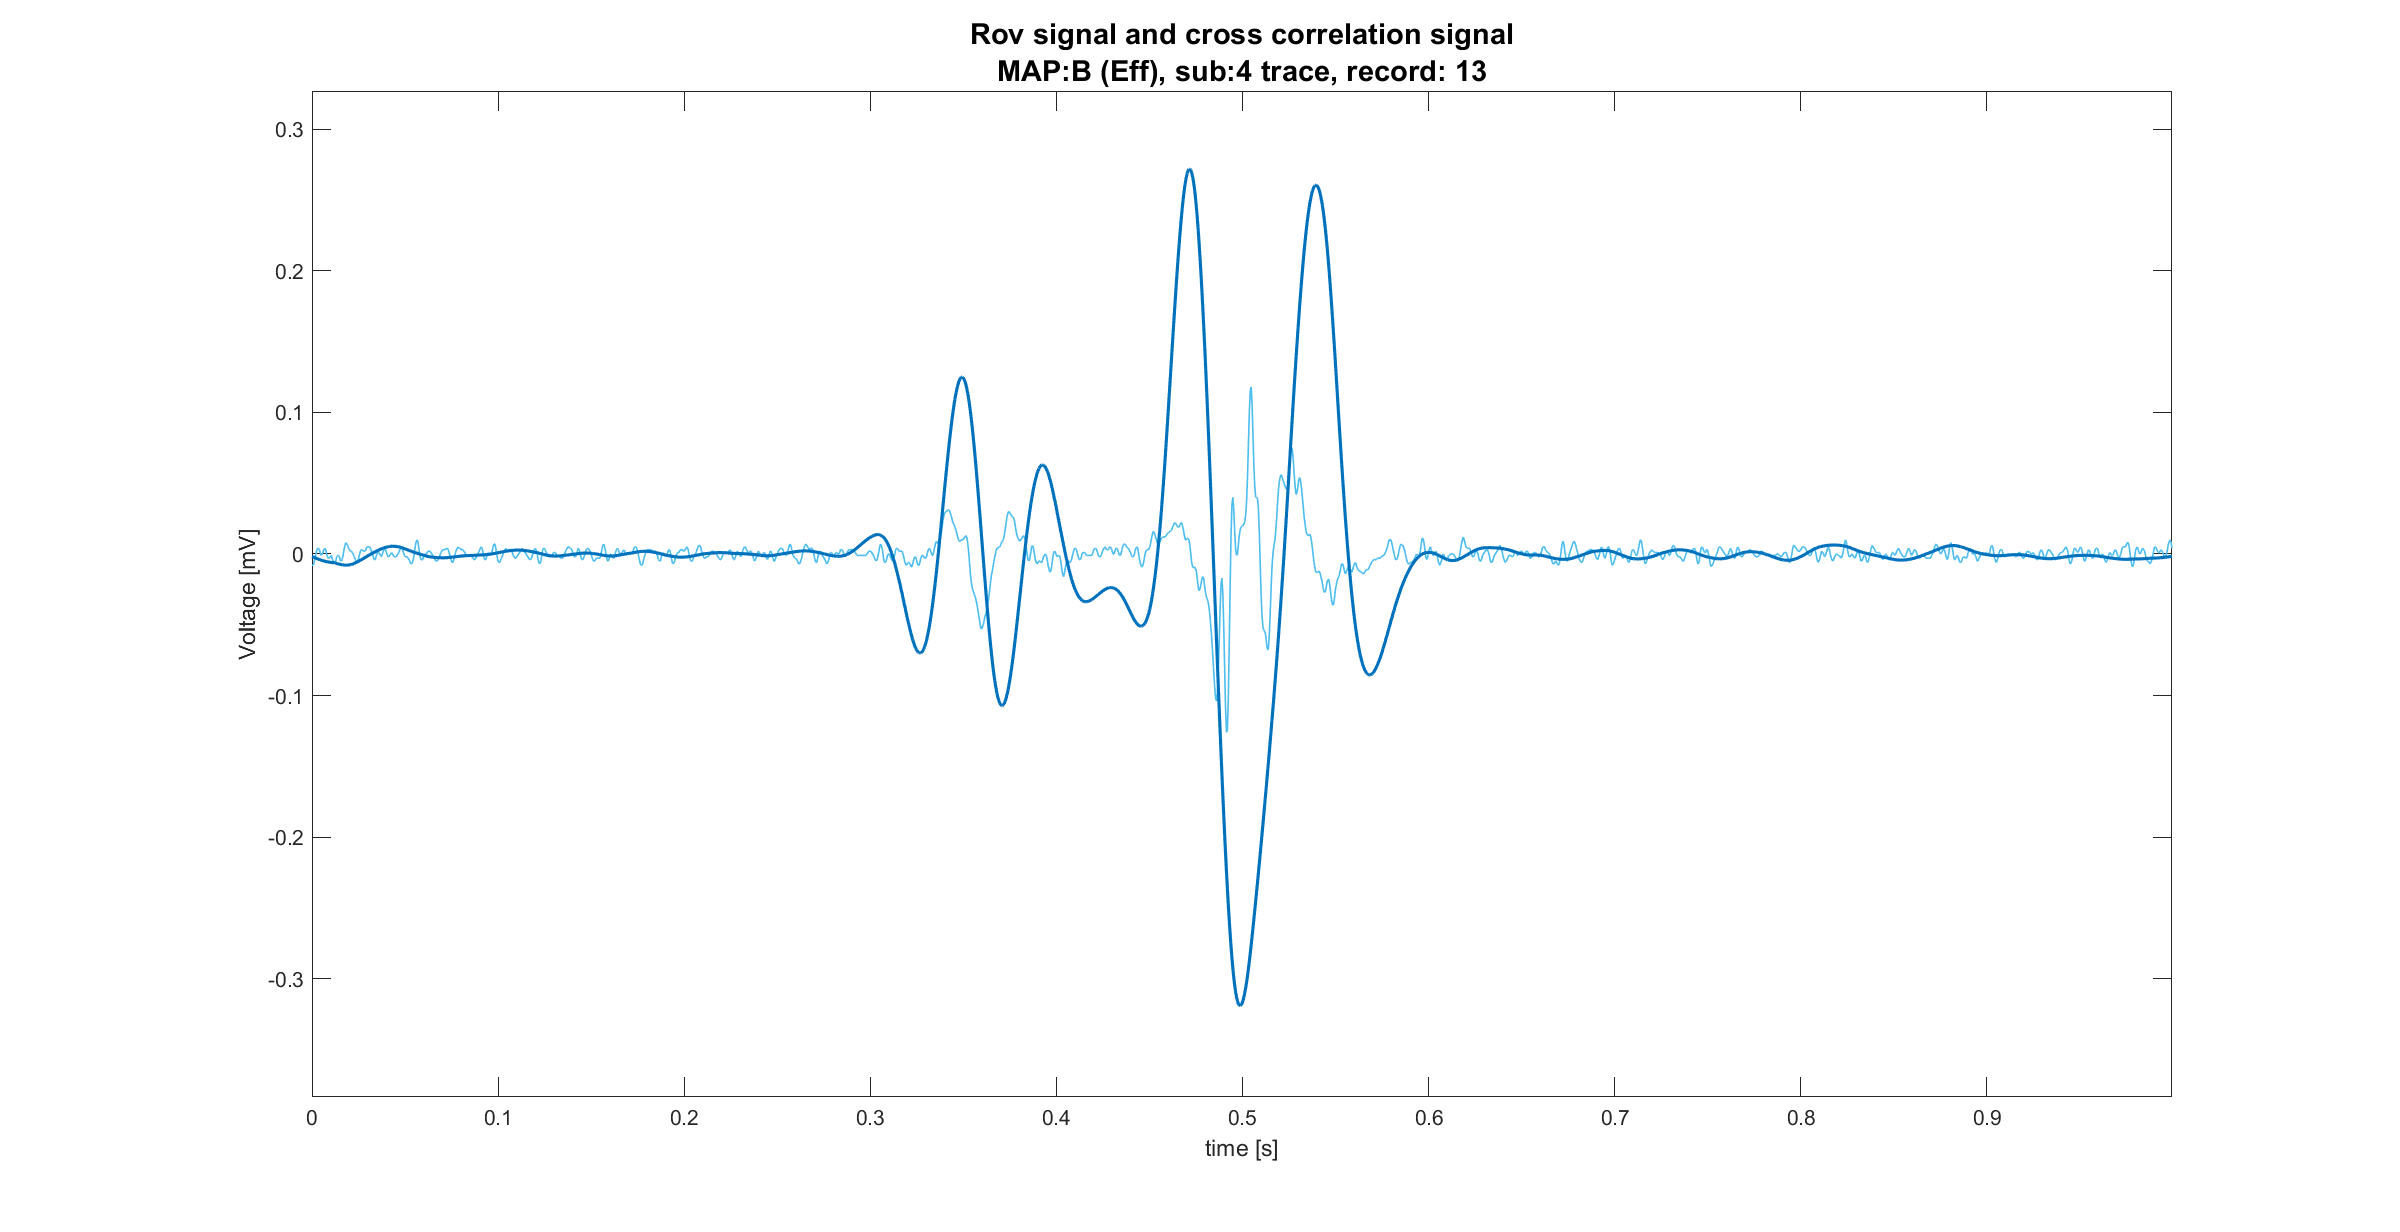 Rov signal and cross correlation signal
MAP:B (Eff), sub:4 trace, record: 13
0.3
0.2
0.1
0
-0.1
-0.2
-0.3
Voltage [mV]
0 0.1 0.2 0.3 0.4 0.5 0.6 0.7 0.8 0.9
time [s]